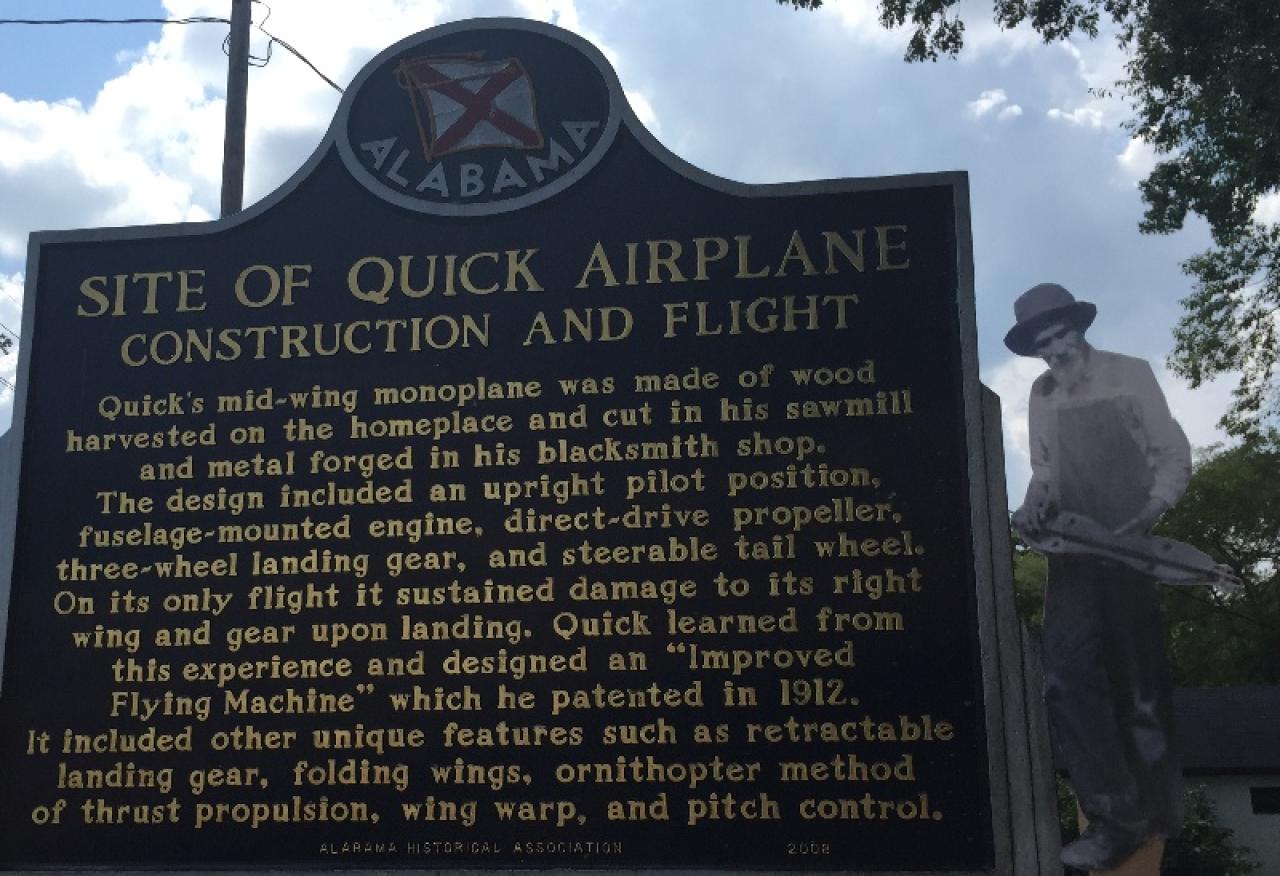 ALABAMA
SITE OF QUICK AIRPLANE
CONSTRUCTION AND FLIGHT
Quick's mid-wing monoplane was made of wood
harvested on the homeplace and cut in his sawmill
and metal forged in his blacksmith shop.
The design included an upright pilot position,
fuselage-mounted engine, direct-drive propeller,
three-wheel landing gear, and steerable tail wheel.
On its only flight it sustained damage to its right
wing and gear upon landing. Quick learned from
this experience and designed an “Improved
Flying Machine” which he patented in 1912.
It included other unique features such as retractable
landing gear, folding wings, ornithopter method
of thrust propulsion, wing warp, and pitch control.
ALABAMA HISTORICAL ASSOCIATION 2008